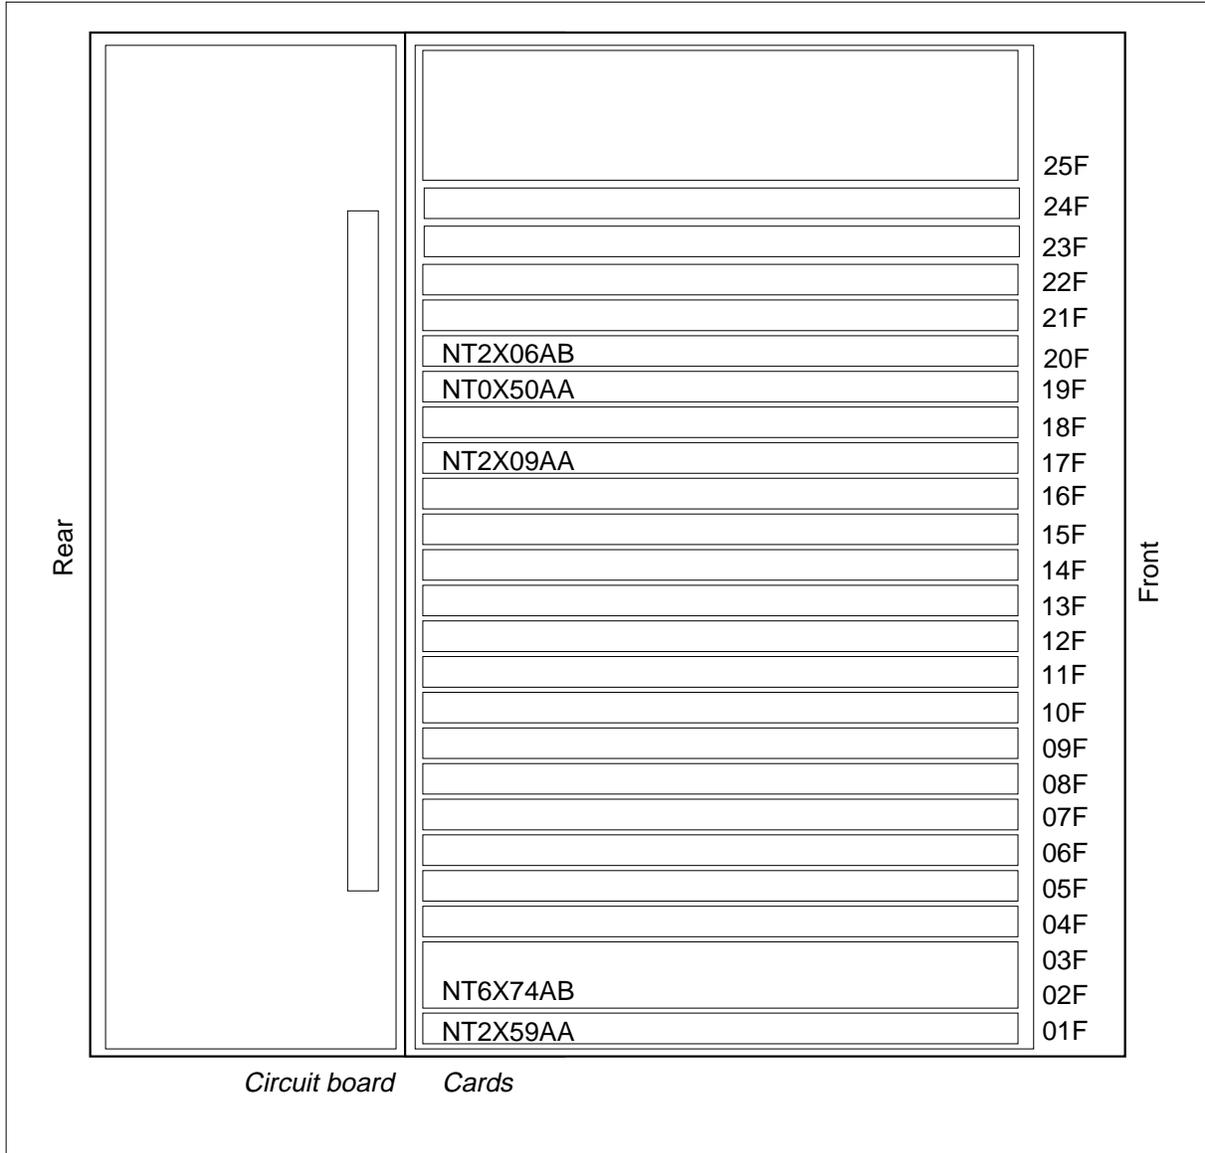 25F
24F
23F
22F
21F
NT2X06AB 20F
NT0X50AA 19F
18F
NT2X09AA 17F
16F
Rear
15F
14F
Front
13F
12F
11F
10F
09F
08F
07F
06F
05F
04F
03F
NT6X74AB 02F
NT2X59AA 01F
Circuit board Cards